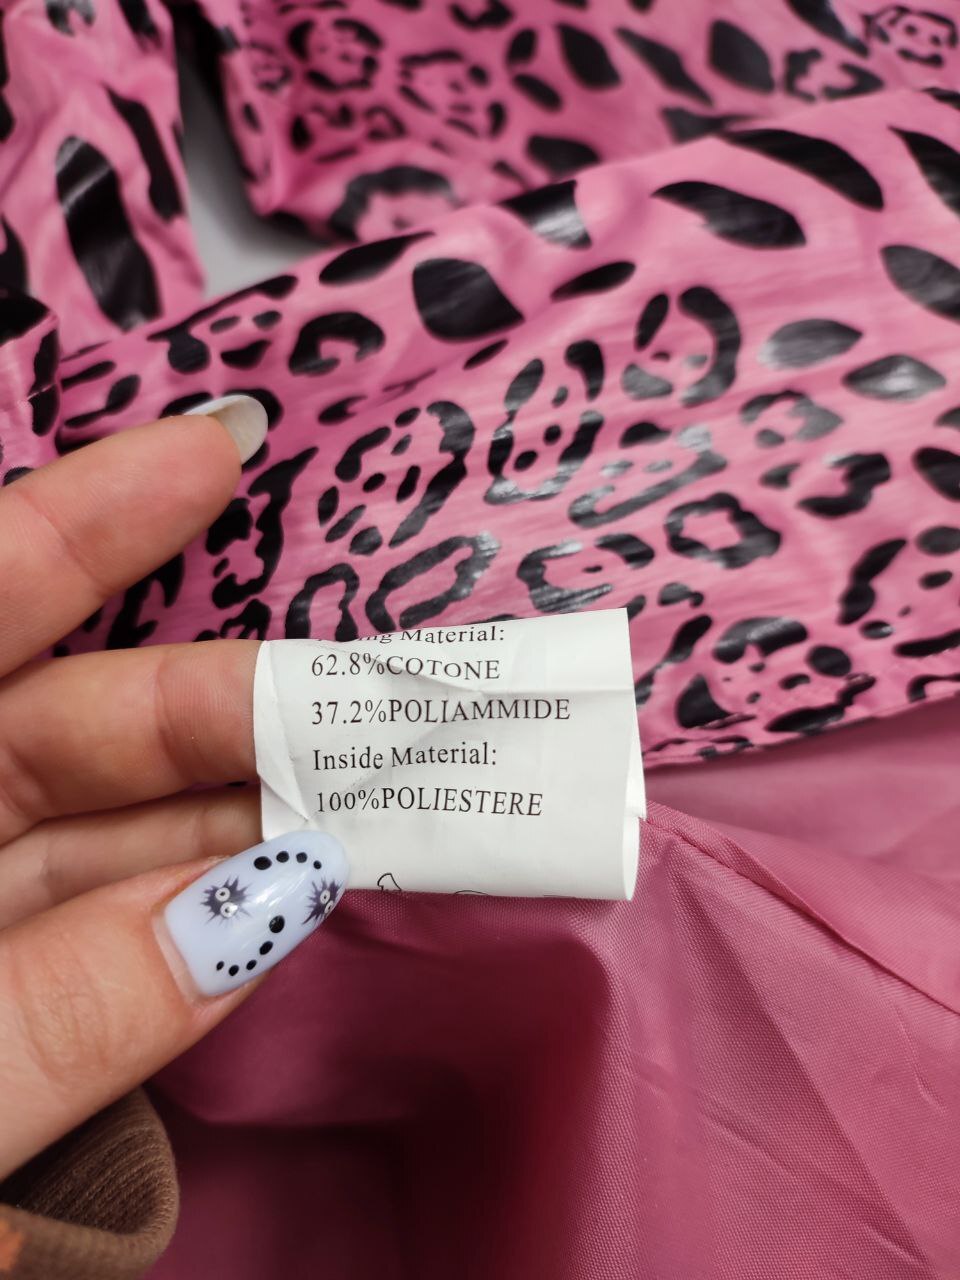 Material:
62.8%COTONE
37.2%POLIAMMIDE
Inside Material:
100%POLIESTERE